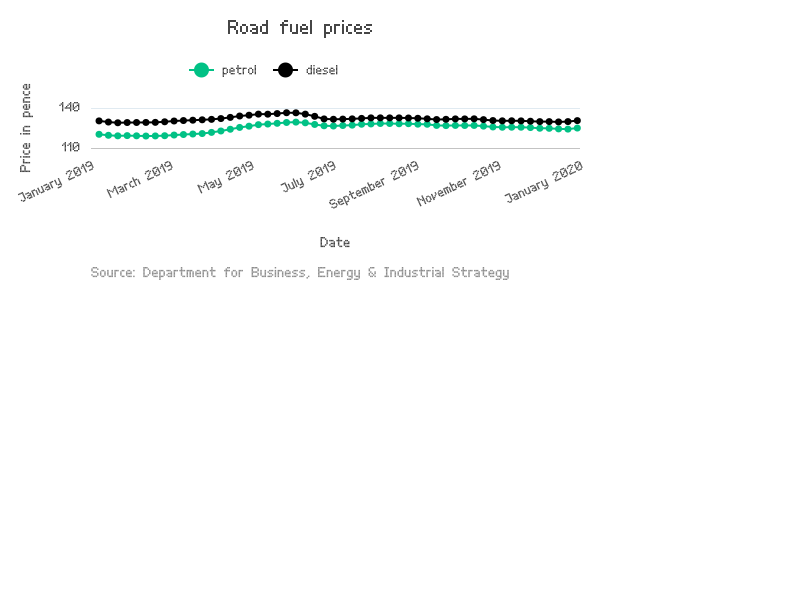 Road fuel prices
petrol diesel
Price in pence
140
110
January 2019 March 2019 May 2019 July 2019 September 2019 November 2019 January 2020
Date
Source: Department for Business, Energy & Industrial Strategy